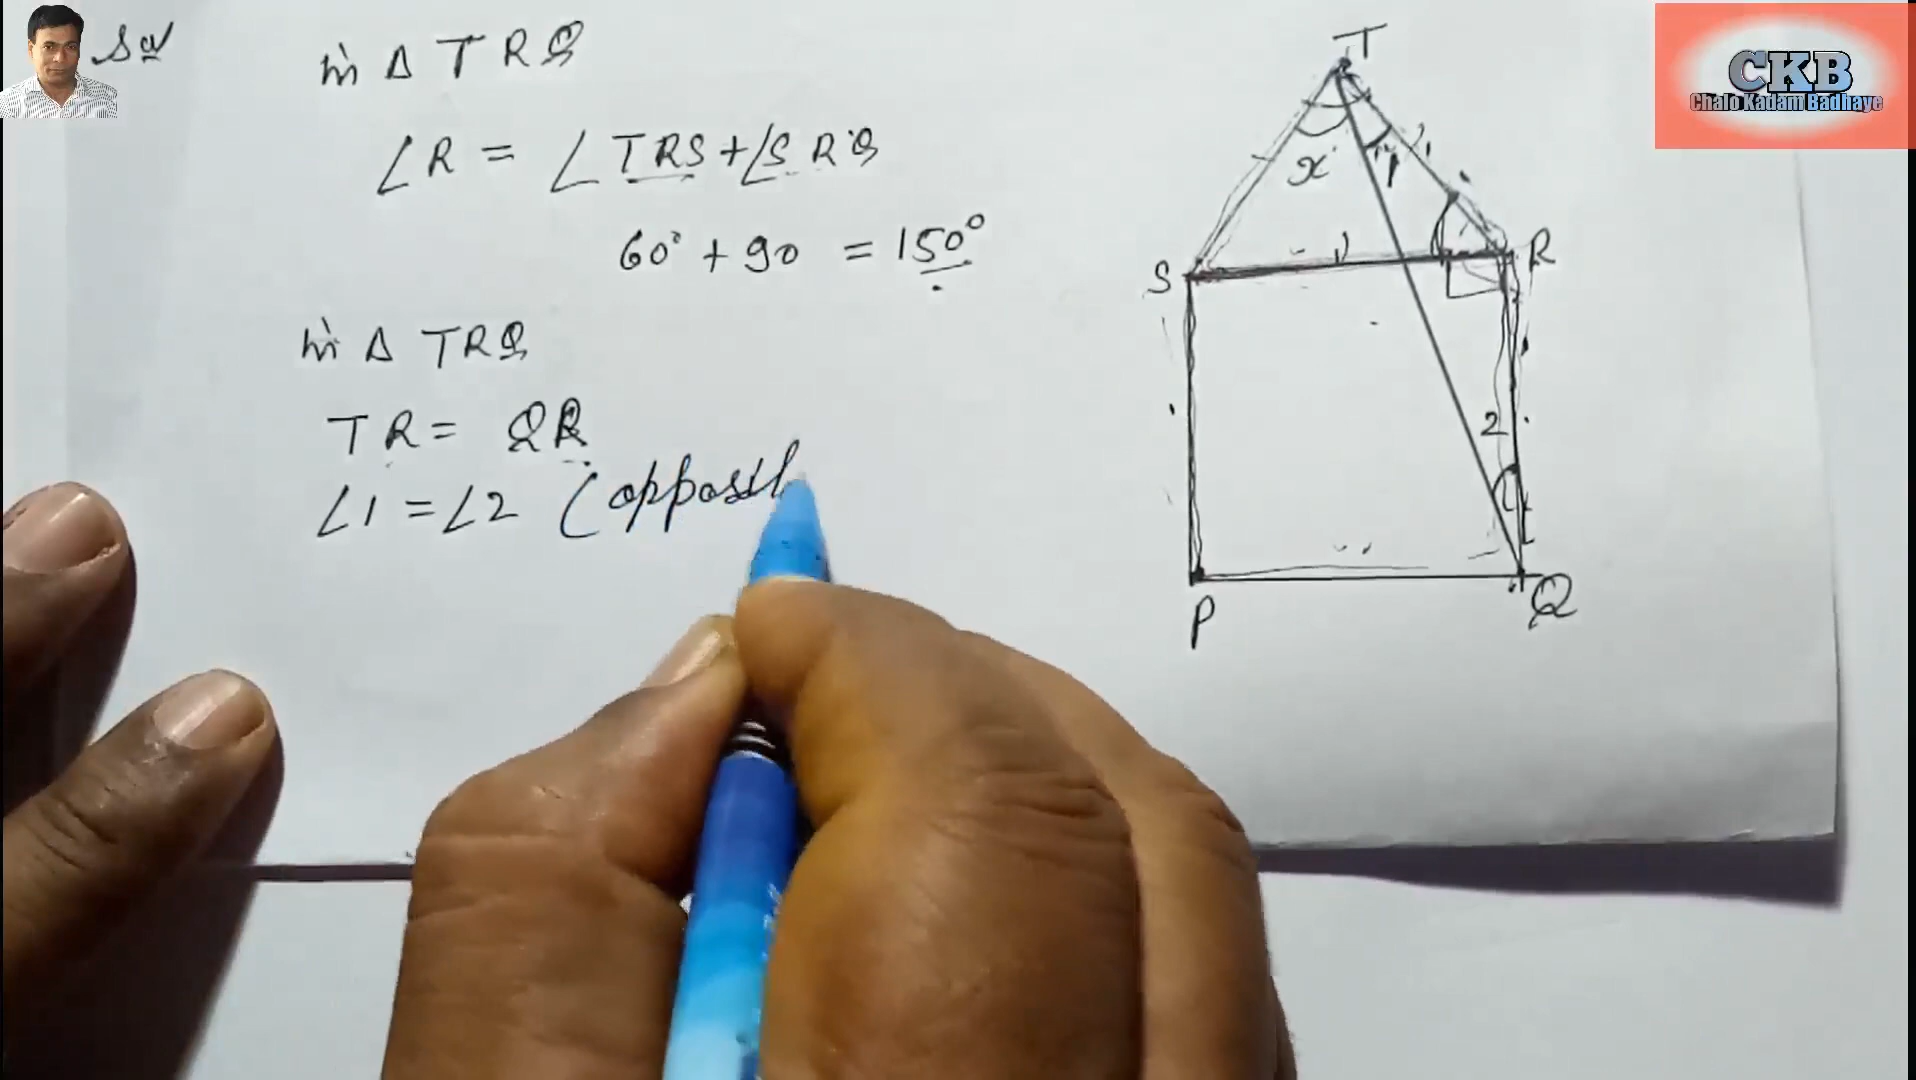 Sol
in Δ TRQ
∠R = ∠TRS + ∠SRQ
60° + 90 = 150°
in Δ TRQ
TR = QR
∠1 = ∠2 (opposit
T
x
1
S
R
2
P
Q
CKB
Chalo Kadam Badhaye